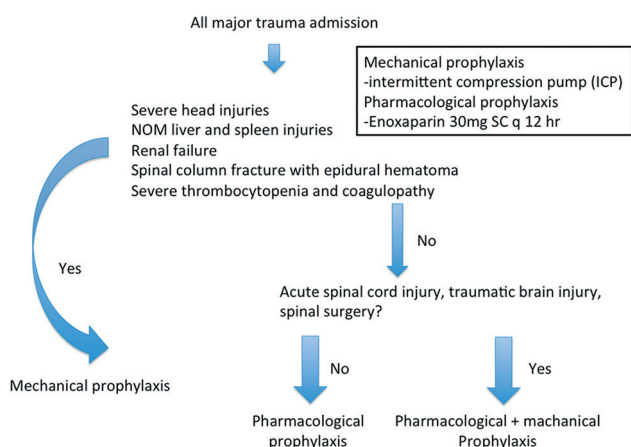 All major trauma admission
Mechanical prophylaxis
-intermittent compression pump (ICP)
Pharmacological prophylaxis
-Enoxaparin 30mg SC q 12 hr
Severe head injuries
NOM liver and spleen injuries
Renal failure
Spinal column fracture with epidural hematoma
Severe thrombocytopenia and coagulopathy
No
Yes
Acute spinal cord injury, traumatic brain injury,
spinal surgery?
No
Yes
Mechanical prophylaxis
Pharmacological
prophylaxis
Pharmacological + machanical
Prophylaxis